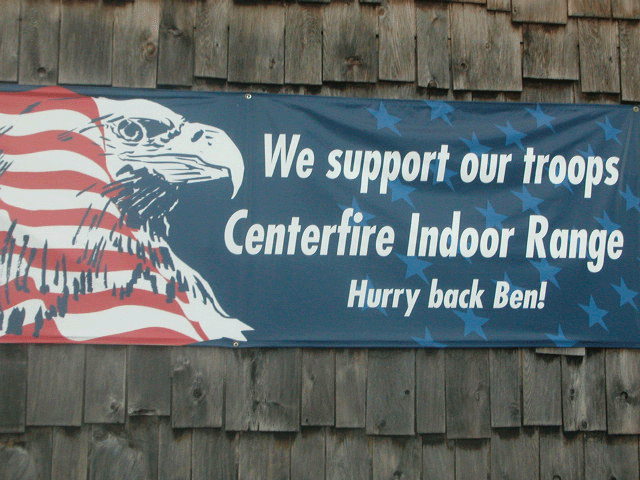 We support our troops
Centerfire Indoor Range
Hurry back Ben!